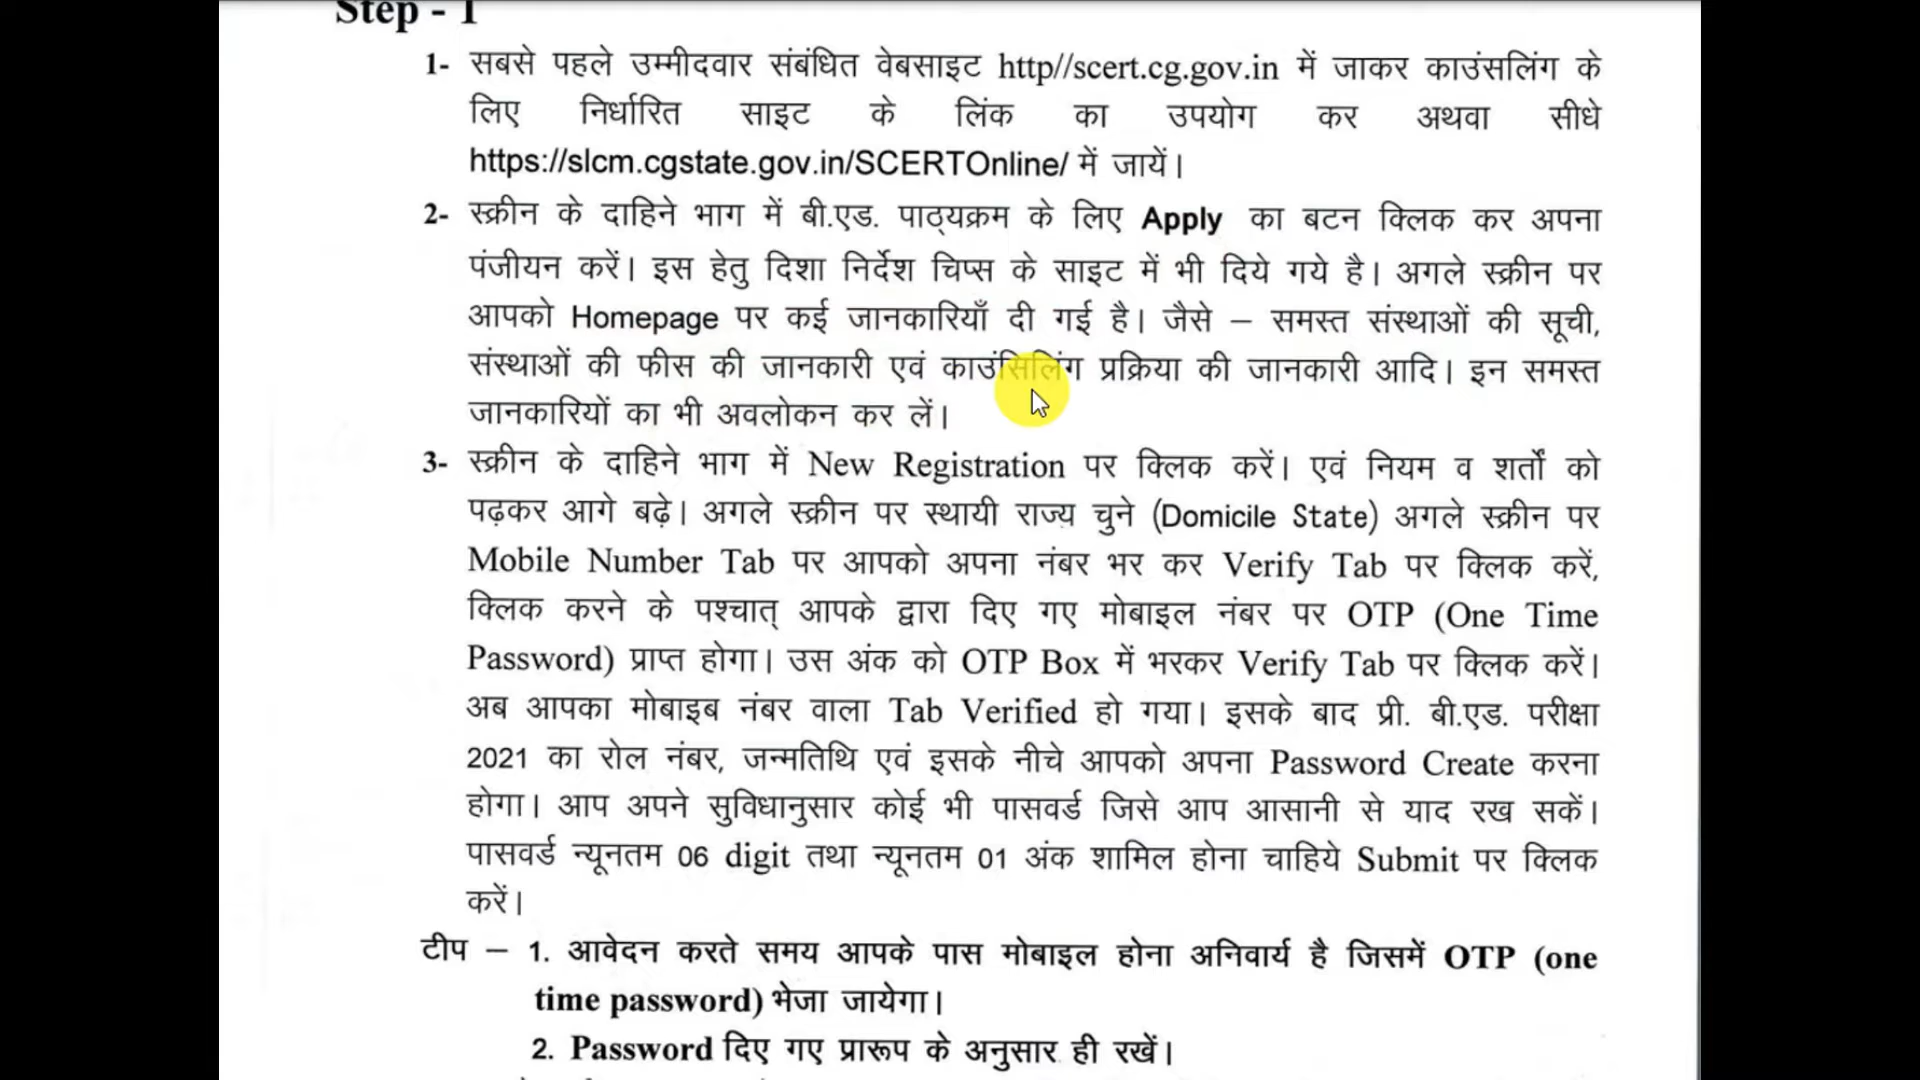 Step - 1
1- सबसे पहले उम्मीदवार संबंधित वेबसाइट http//scert.cg.gov.in में जाकर काउंसलिंग के
लिए निर्धारित साइट के लिंक का उपयोग कर अथवा सीधे
https://slcm.cgstate.gov.in/SCERTOnline/ में जायें।
2- स्क्रीन के दाहिने भाग में बी.एड. पाठ्यक्रम के लिए Apply का बटन क्लिक कर अपना
पंजीयन करें। इस हेतु दिशा निर्देश चिप्स के साइट में भी दिये गये है। अगले स्क्रीन पर
आपको Homepage पर कई जानकारियाँ दी गई है। जैसे – समस्त संस्थाओं की सूची,
संस्थाओं की फीस की जानकारी एवं काउंसिलिंग प्रक्रिया की जानकारी आदि। इन समस्त
जानकारियों का भी अवलोकन कर लें।
3- स्क्रीन के दाहिने भाग में New Registration पर क्लिक करें। एवं नियम व शर्तों को
पढ़कर आगे बढ़े। अगले स्क्रीन पर स्थायी राज्य चुने (Domicile State) अगले स्क्रीन पर
Mobile Number Tab पर आपको अपना नंबर भर कर Verify Tab पर क्लिक करें,
क्लिक करने के पश्चात् आपके द्वारा दिए गए मोबाइल नंबर पर OTP (One Time
Password) प्राप्त होगा। उस अंक को OTP Box में भरकर Verify Tab पर क्लिक करें।
अब आपका मोबाइब नंबर वाला Tab Verified हो गया। इसके बाद प्री. बी.एड. परीक्षा
2021 का रोल नंबर, जन्मतिथि एवं इसके नीचे आपको अपना Password Create करना
होगा। आप अपने सुविधानुसार कोई भी पासवर्ड जिसे आप आसानी से याद रख सकें।
पासवर्ड न्यूनतम 06 digit तथा न्यूनतम 01 अंक शामिल होना चाहिये Submit पर क्लिक
करें।
टीप – 1. आवेदन करते समय आपके पास मोबाइल होना अनिवार्य है जिसमें OTP (one
time password) भेजा जायेगा।
2. Password दिए गए प्रारूप के अनुसार ही रखें।